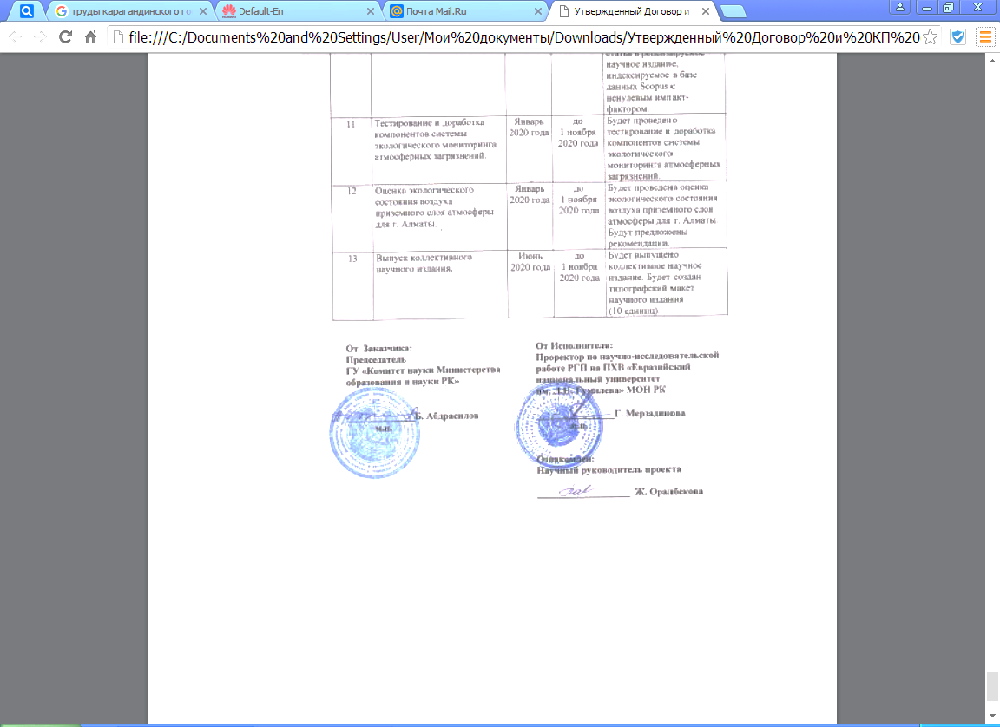 труды карагандинского го
Default-En
Почта Mail.Ru
Утвержденный Договор и
file:///C:/Documents%20and%20Settings/User/Мои%20документы/Downloads/Утвержденный%20Договор%20и%20КП%20
статья в рецензируемое
научное издание,
индексируемое в базе
данных Scopus с
ненулевым импакт-
фактором.
11
Тестирование и доработка
компонентов системы
экологического мониторинга
атмосферных загрязнений.
Январь
2020 года
до
1 ноября
2020 года
Будет проведено
тестирование и доработка
компонентов системы
экологического
мониторинга атмосферных
загрязнений.
12
Оценка экологического
состояния воздуха
приземного слоя атмосферы
для г. Алматы.
Январь
2020 года
до
1 ноября
2020 года
Будет проведена оценка
экологического состояния
воздуха приземного слоя
атмосферы для г. Алматы.
Будут предложены
рекомендации.
13
Выпуск коллективного
научного издания.
Июнь
2020 года
до
1 ноября
2020 года
Будет выпущено
коллективное научное
издание. Будет создан
типографский макет
научного издания
(10 единиц)
От Заказчика:
Председатель
ГУ «Комитет науки Министерства
образования и науки РК»
Б. Абдрасилов
м.п.
От Исполнителя:
Проректор по научно-исследовательской
работе РГП на ПХВ «Евразийский
национальный университет
им. Л.Н. Гумилева» МОН РК
Г. Мерзадинова
м.п.
Ознакомлен:
Научный руководитель проекта
Ж. Оралбекова